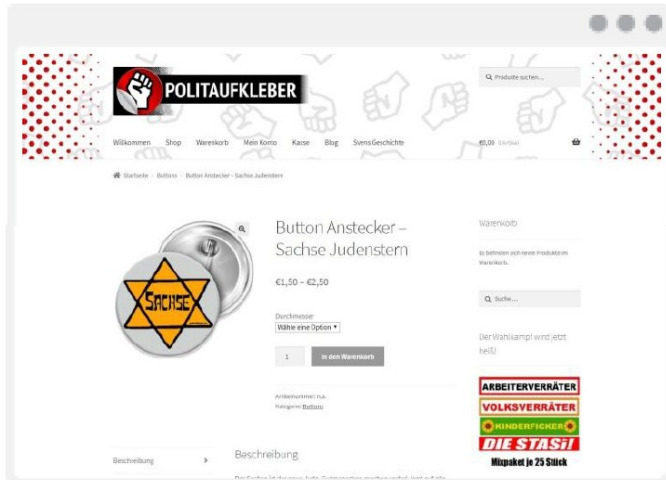 POLITAUFKLEBER
Produkte suchen...
Willkommen Shop Warenkorb Mein Konto Kasse Blog Svens Geschichte
€0,00 0 Artikel
Startseite › Buttons › Button Anstecker – Sachse Judenstern
SACHSE
Button Anstecker –
Sachse Judenstern
€1,50 – €2,50
Durchmesser
Wähle eine Option
1
In den Warenkorb
Artikelnummer: n.a.
Kategorie: Buttons
Warenkorb
Es befinden sich keine Produkte im
Warenkorb.
Suche...
Der Wahlkampf wird jetzt
heiß!
ARBEITERVERRÄTER
VOLKSVERRÄTER
KINDERFICKER
DIE STASI!
Mixpaket je 25 Stück
Beschreibung
Beschreibung